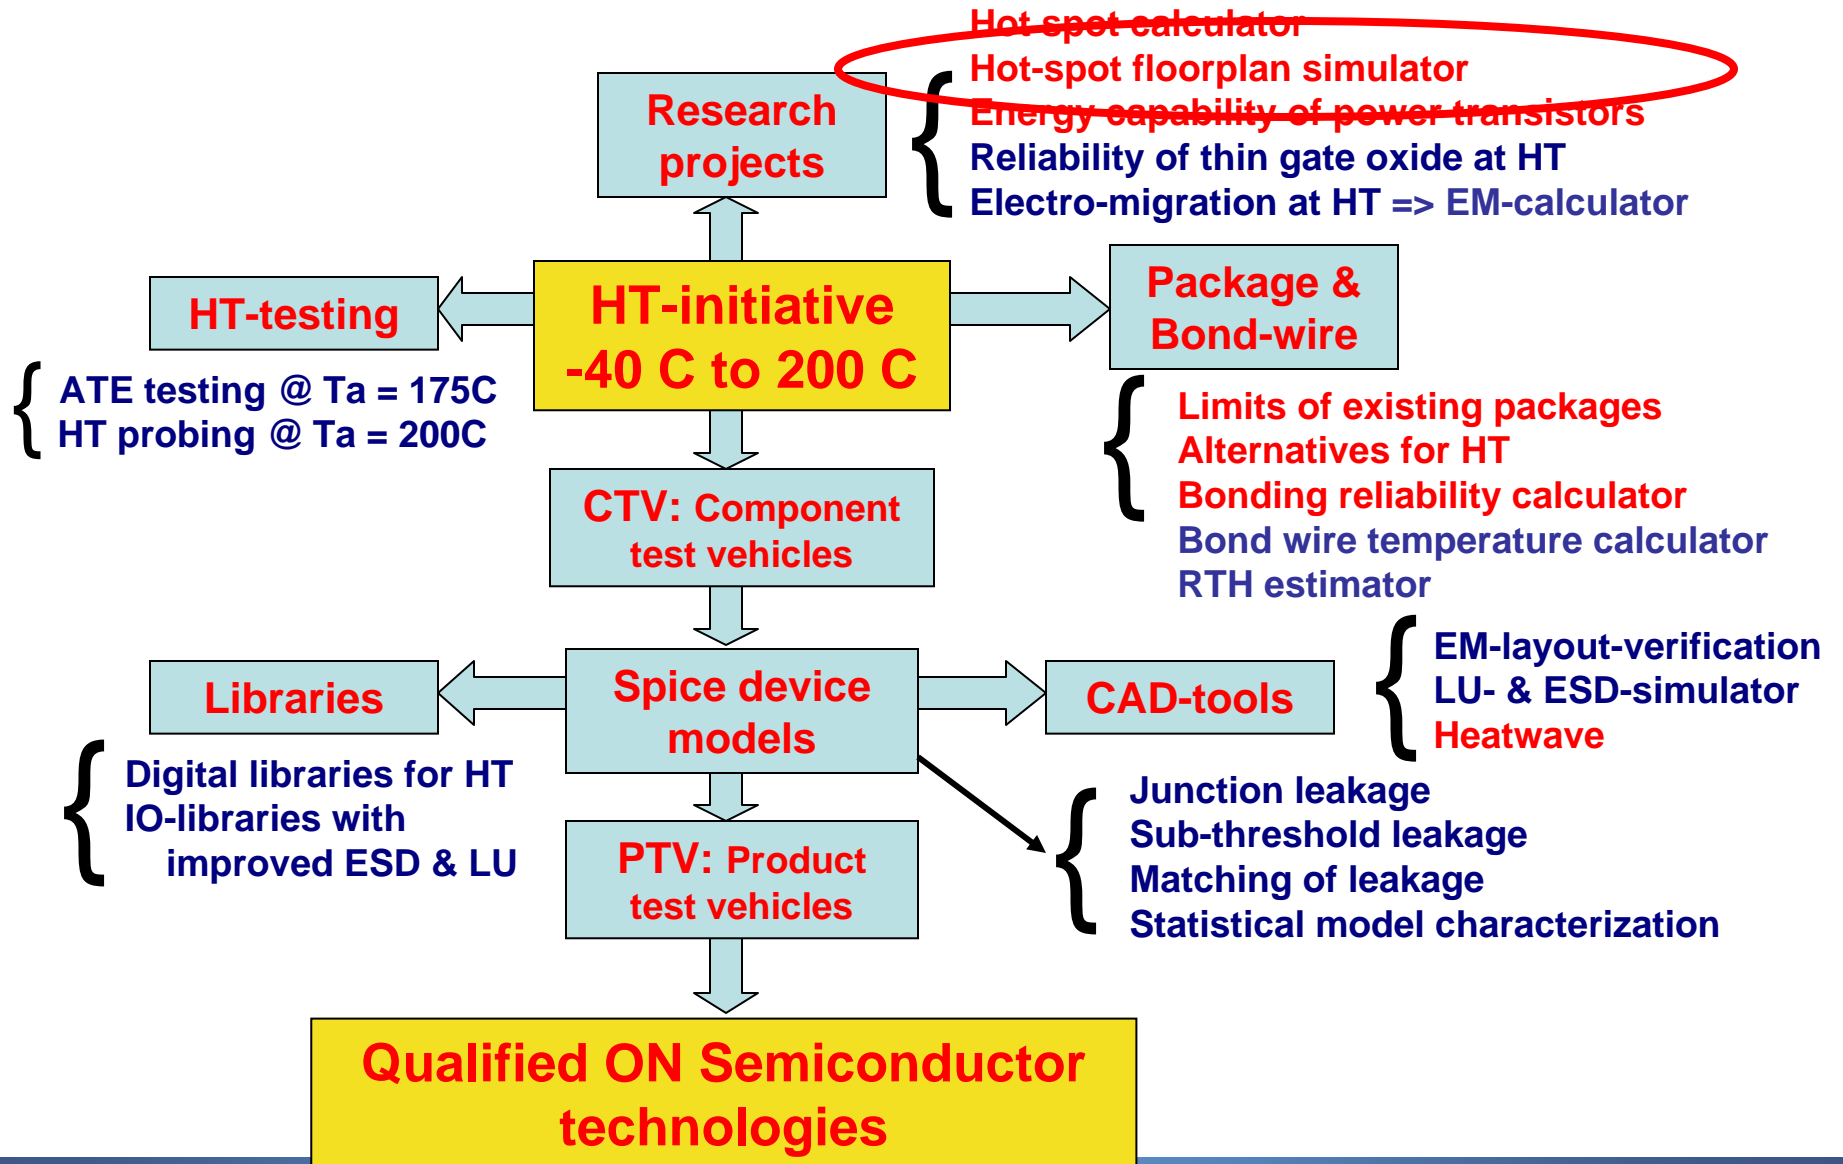 Hot spot calculator
Hot-spot floorplan simulator
Energy capability of power transistors
Reliability of thin gate oxide at HT
Electro-migration at HT => EM-calculator
Research
projects
HT-testing
HT-initiative
-40 C to 200 C
Package &
Bond-wire
ATE testing @ Ta = 175C
HT probing @ Ta = 200C
Limits of existing packages
Alternatives for HT
Bonding reliability calculator
Bond wire temperature calculator
RTH estimator
CTV: Component
test vehicles
Libraries
Spice device
models
CAD-tools
EM-layout-verification
LU- & ESD-simulator
Heatwave
Digital libraries for HT
IO-libraries with
improved ESD & LU
Junction leakage
Sub-threshold leakage
Matching of leakage
Statistical model characterization
PTV: Product
test vehicles
Qualified ON Semiconductor
technologies